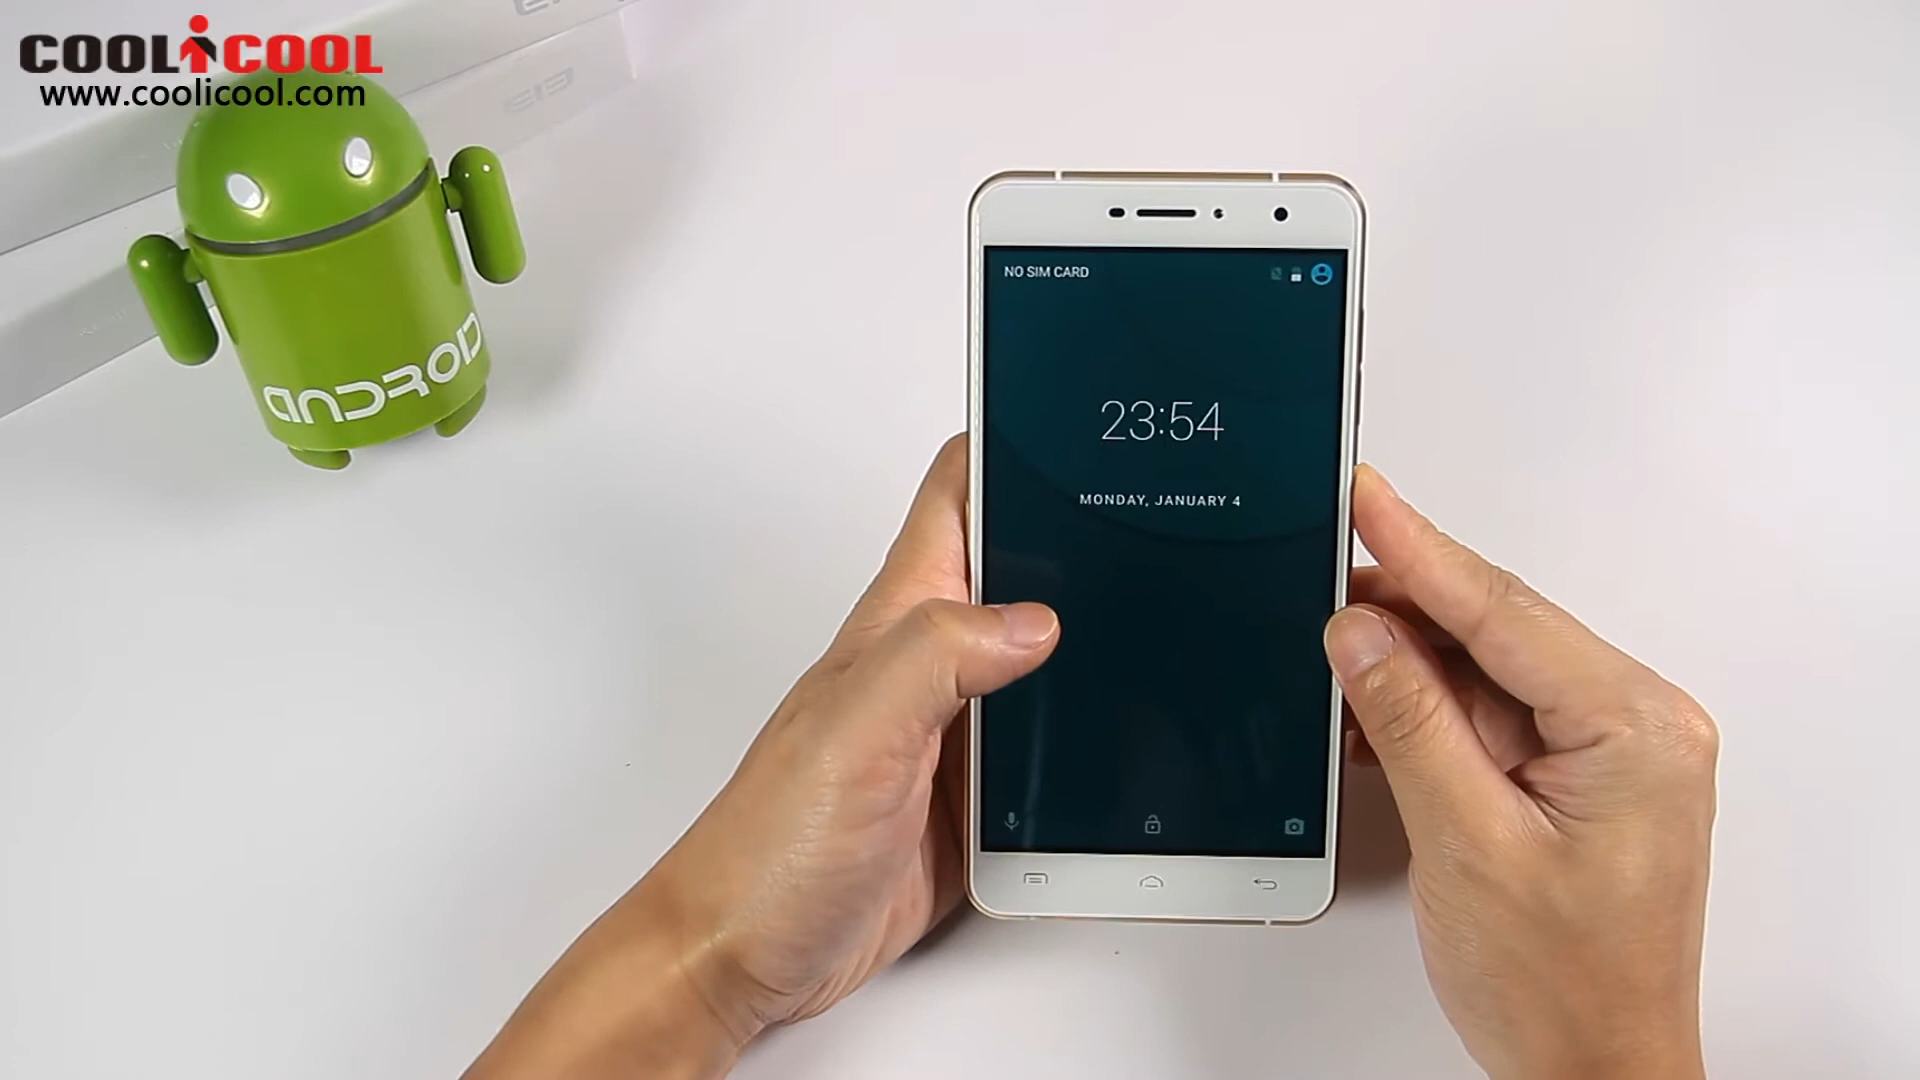 COOLiCOOL
www.coolicool.com
ANDROID
NO SIM CARD
23:54
MONDAY, JANUARY 4